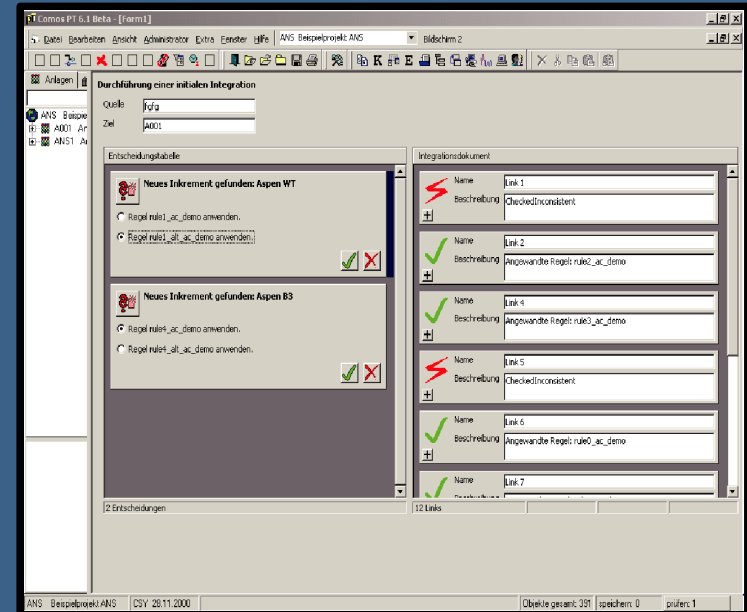 Comos PT 6.1 Beta - [Form1]
Datei Bearbeiten Ansicht Administrator Extra Fenster Hilfe ANS Beispielprojekt ANS Bildschirm 2
K E
Anlagen
Durchführung einer initialen Integration
Quelle fgfg
Ziel A001
ANS Beispie
A001 An
ANS1 A
Entscheidungstabelle
Neues Inkrement gefunden: Aspen WT
Regel rule1_ac_demo anwenden.
Regel rule1_alt_ac_demo anwenden.
Neues Inkrement gefunden: Aspen B3
Regel rule4_ac_demo anwenden.
Regel rule4_alt_ac_demo anwenden.
2 Entscheidungen
Integrationsdokument
Name Link 1
Beschreibung CheckedInconsistent
Name Link 2
Beschreibung Angewandte Regel: rule2_ac_demo
Name Link 4
Beschreibung Angewandte Regel: rule3_ac_demo
Name Link 5
Beschreibung CheckedInconsistent
Name Link 6
Beschreibung Angewandte Regel: rule0_ac_demo
Name Link 7
12 Links
ANS Beispielprojekt ANS CSY 28.11.2000 Objekte gesamt: 391 speichern: 0 prüfen: 1